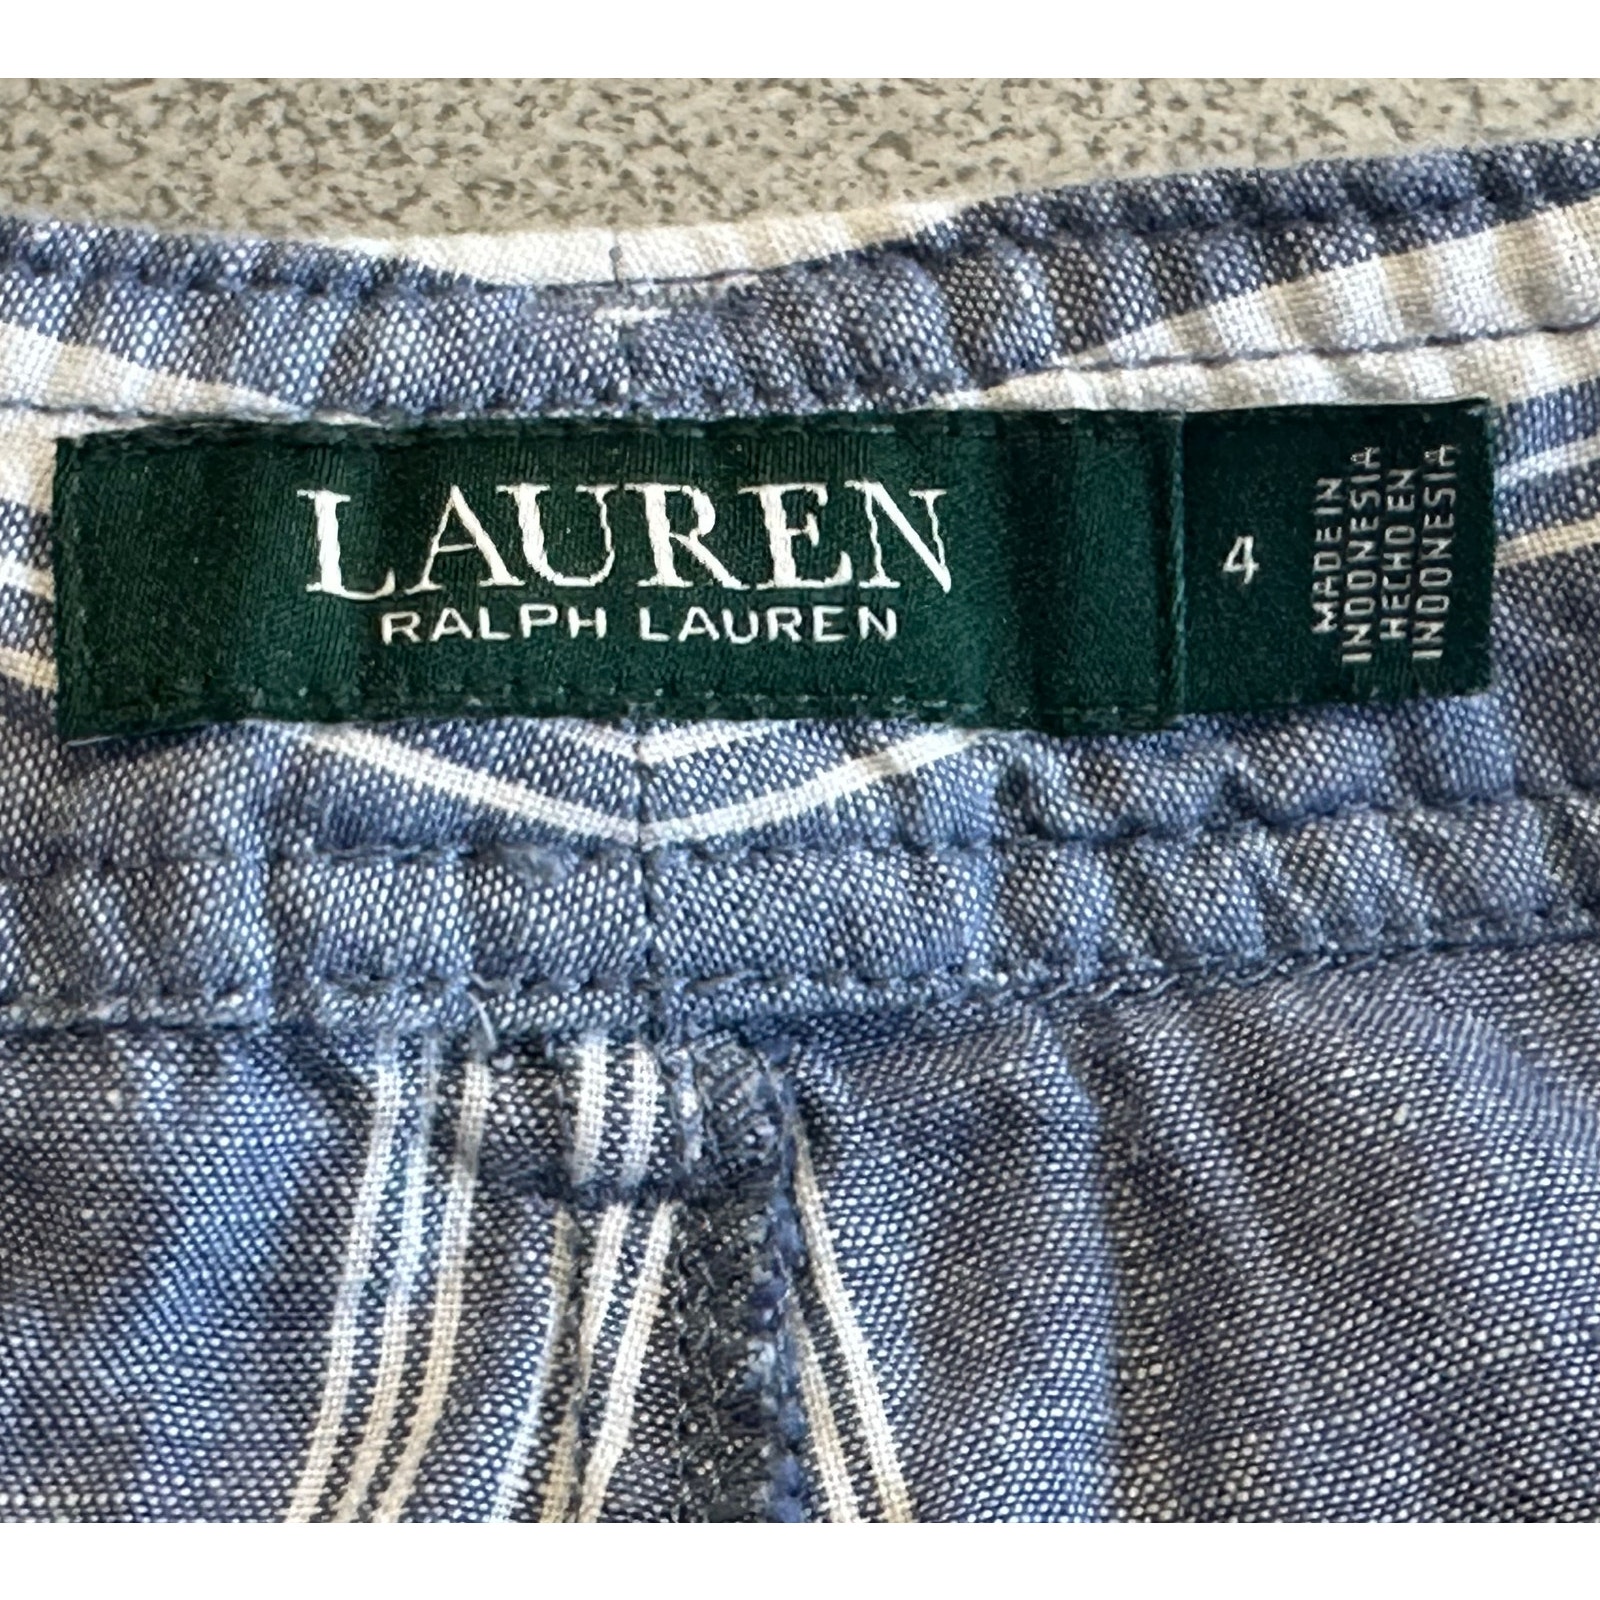 LAUREN
RALPH LAUREN
4
MADE IN
INDONESIA
HECHO EN
INDONESIA